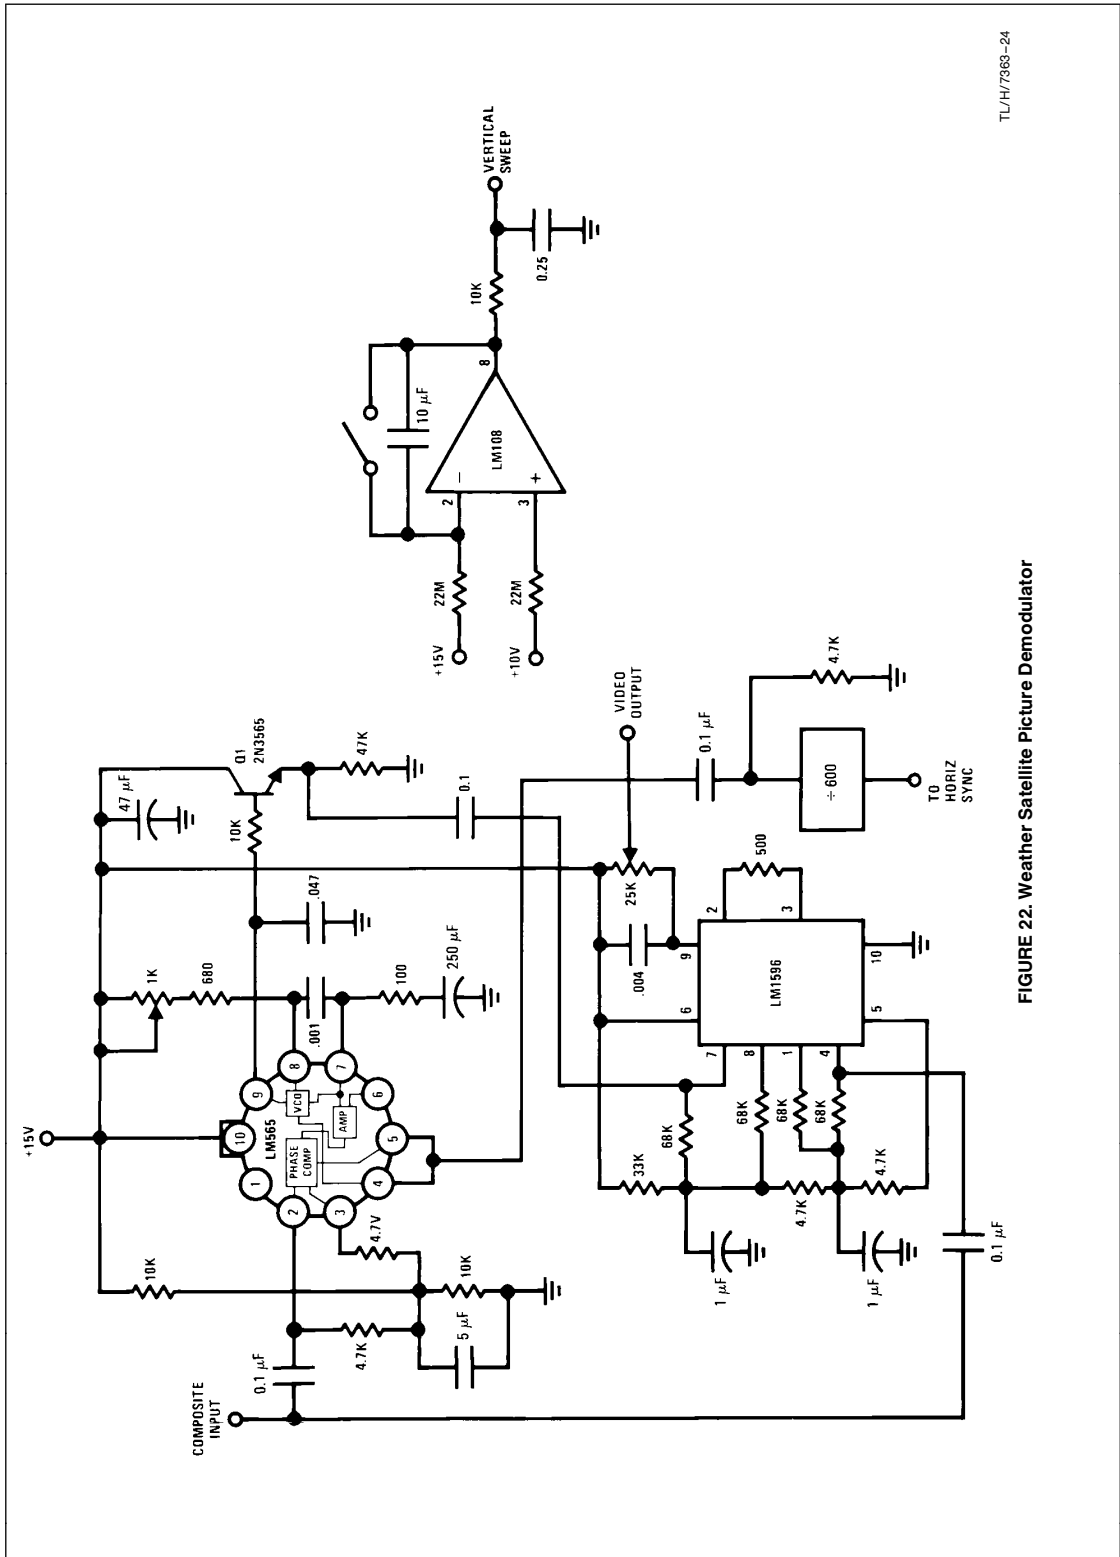 +15V
COMPOSITE
INPUT
0.1 μF
10K
4.7K
5 μF
10K
4.7V
LM565
PHASE
COMP
VCO
AMP
1
2
3
4
5
6
7
8
9
10
1K
680
.001
100
250 μF
.047
10K
47 μF
Q1
2N3565
47K
0.1
33K
68K
1 μF
4.7K
68K
68K
68K
1 μF
4.7K
0.1 μF
LM1596
6
9
7
8
1
4
5
10
2
3
.004
25K
500
VIDEO
OUTPUT
0.1 μF
4.7K
÷ 600
TO
HORIZ
SYNC
+15V
22M
+10V
22M
2
3
−
+
LM108
8
10 μF
10K
0.25
VERTICAL
SWEEP
TL/H/7363–24
FIGURE 22. Weather Satellite Picture Demodulator